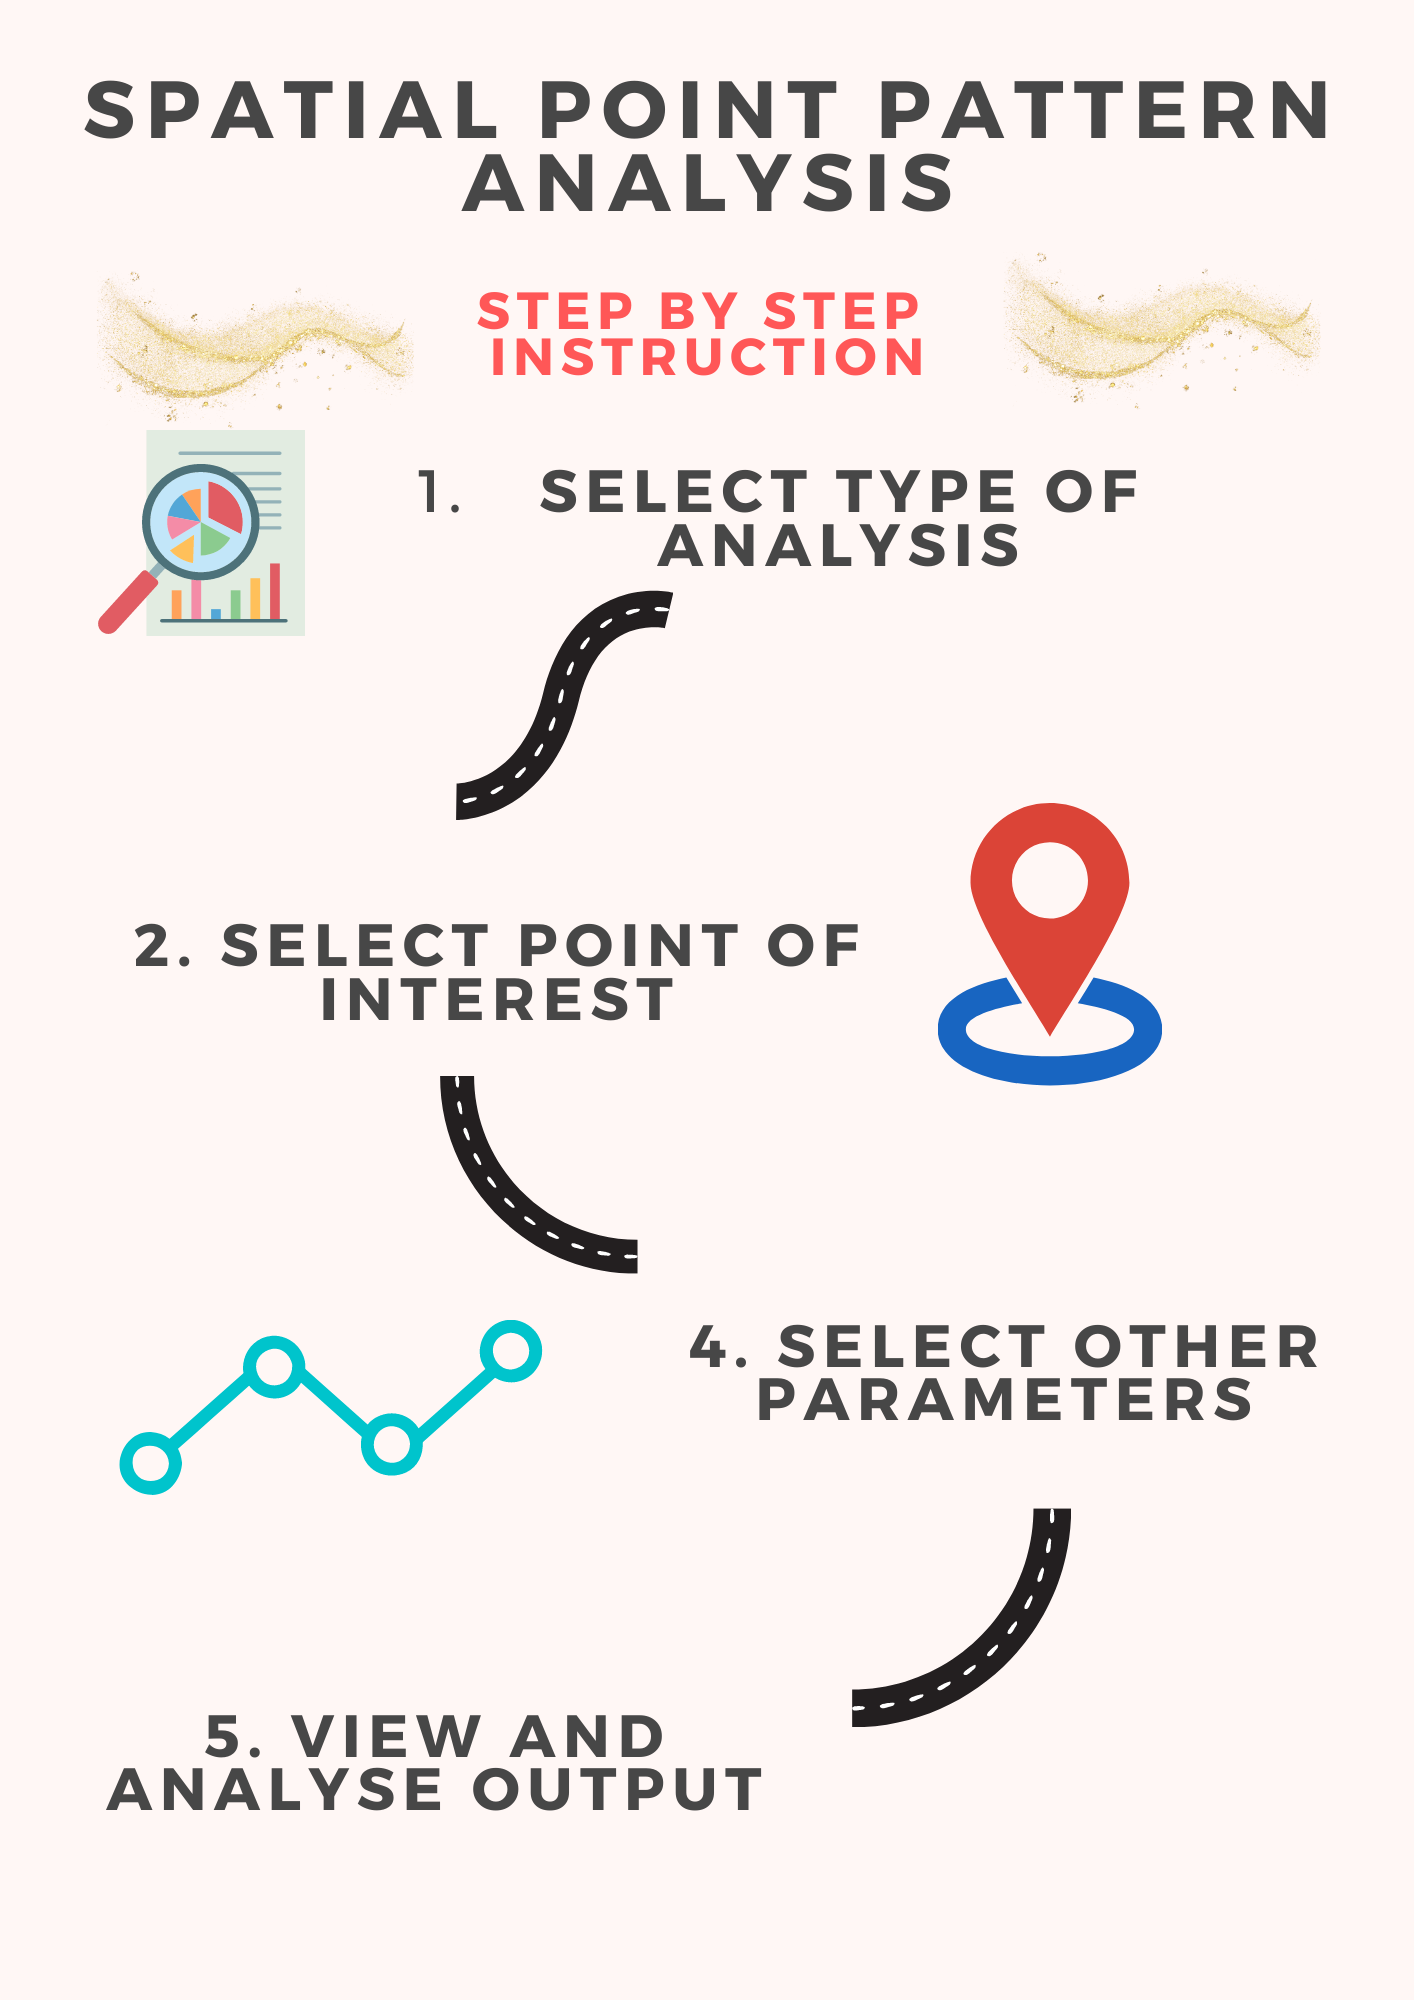 SPATIAL POINT PATTERN
ANALYSIS
STEP BY STEP
INSTRUCTION
1. SELECT TYPE OF
ANALYSIS
2. SELECT POINT OF
INTEREST
4. SELECT OTHER
PARAMETERS
5. VIEW AND
ANALYSE OUTPUT